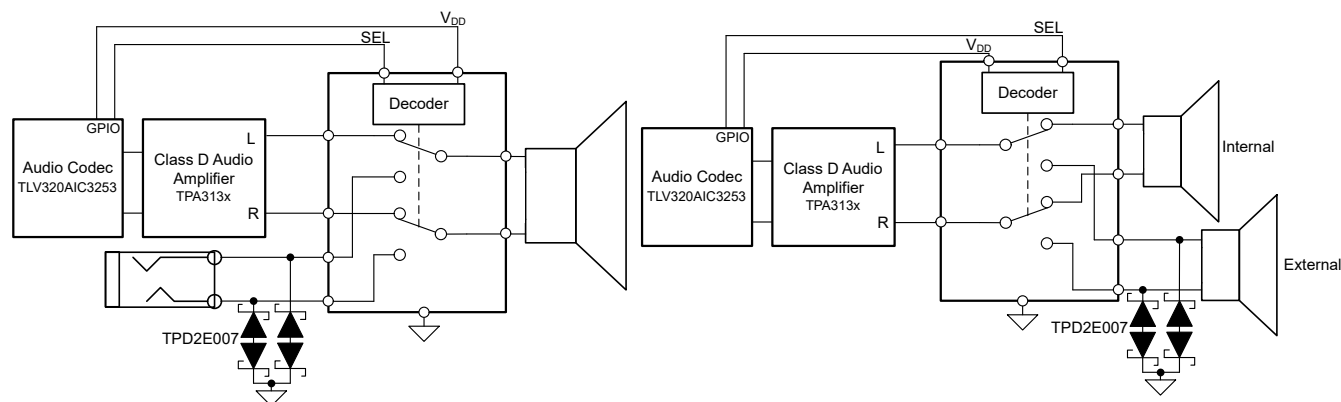 VDD
SEL
Decoder
GPIO
Audio Codec
TLV320AIC3253
Class D Audio
Amplifier
TPA313x
L
R
TPD2E007
SEL
VDD
Decoder
GPIO
Audio Codec
TLV320AIC3253
Class D Audio
Amplifier
TPA313x
L
R
Internal
External
TPD2E007